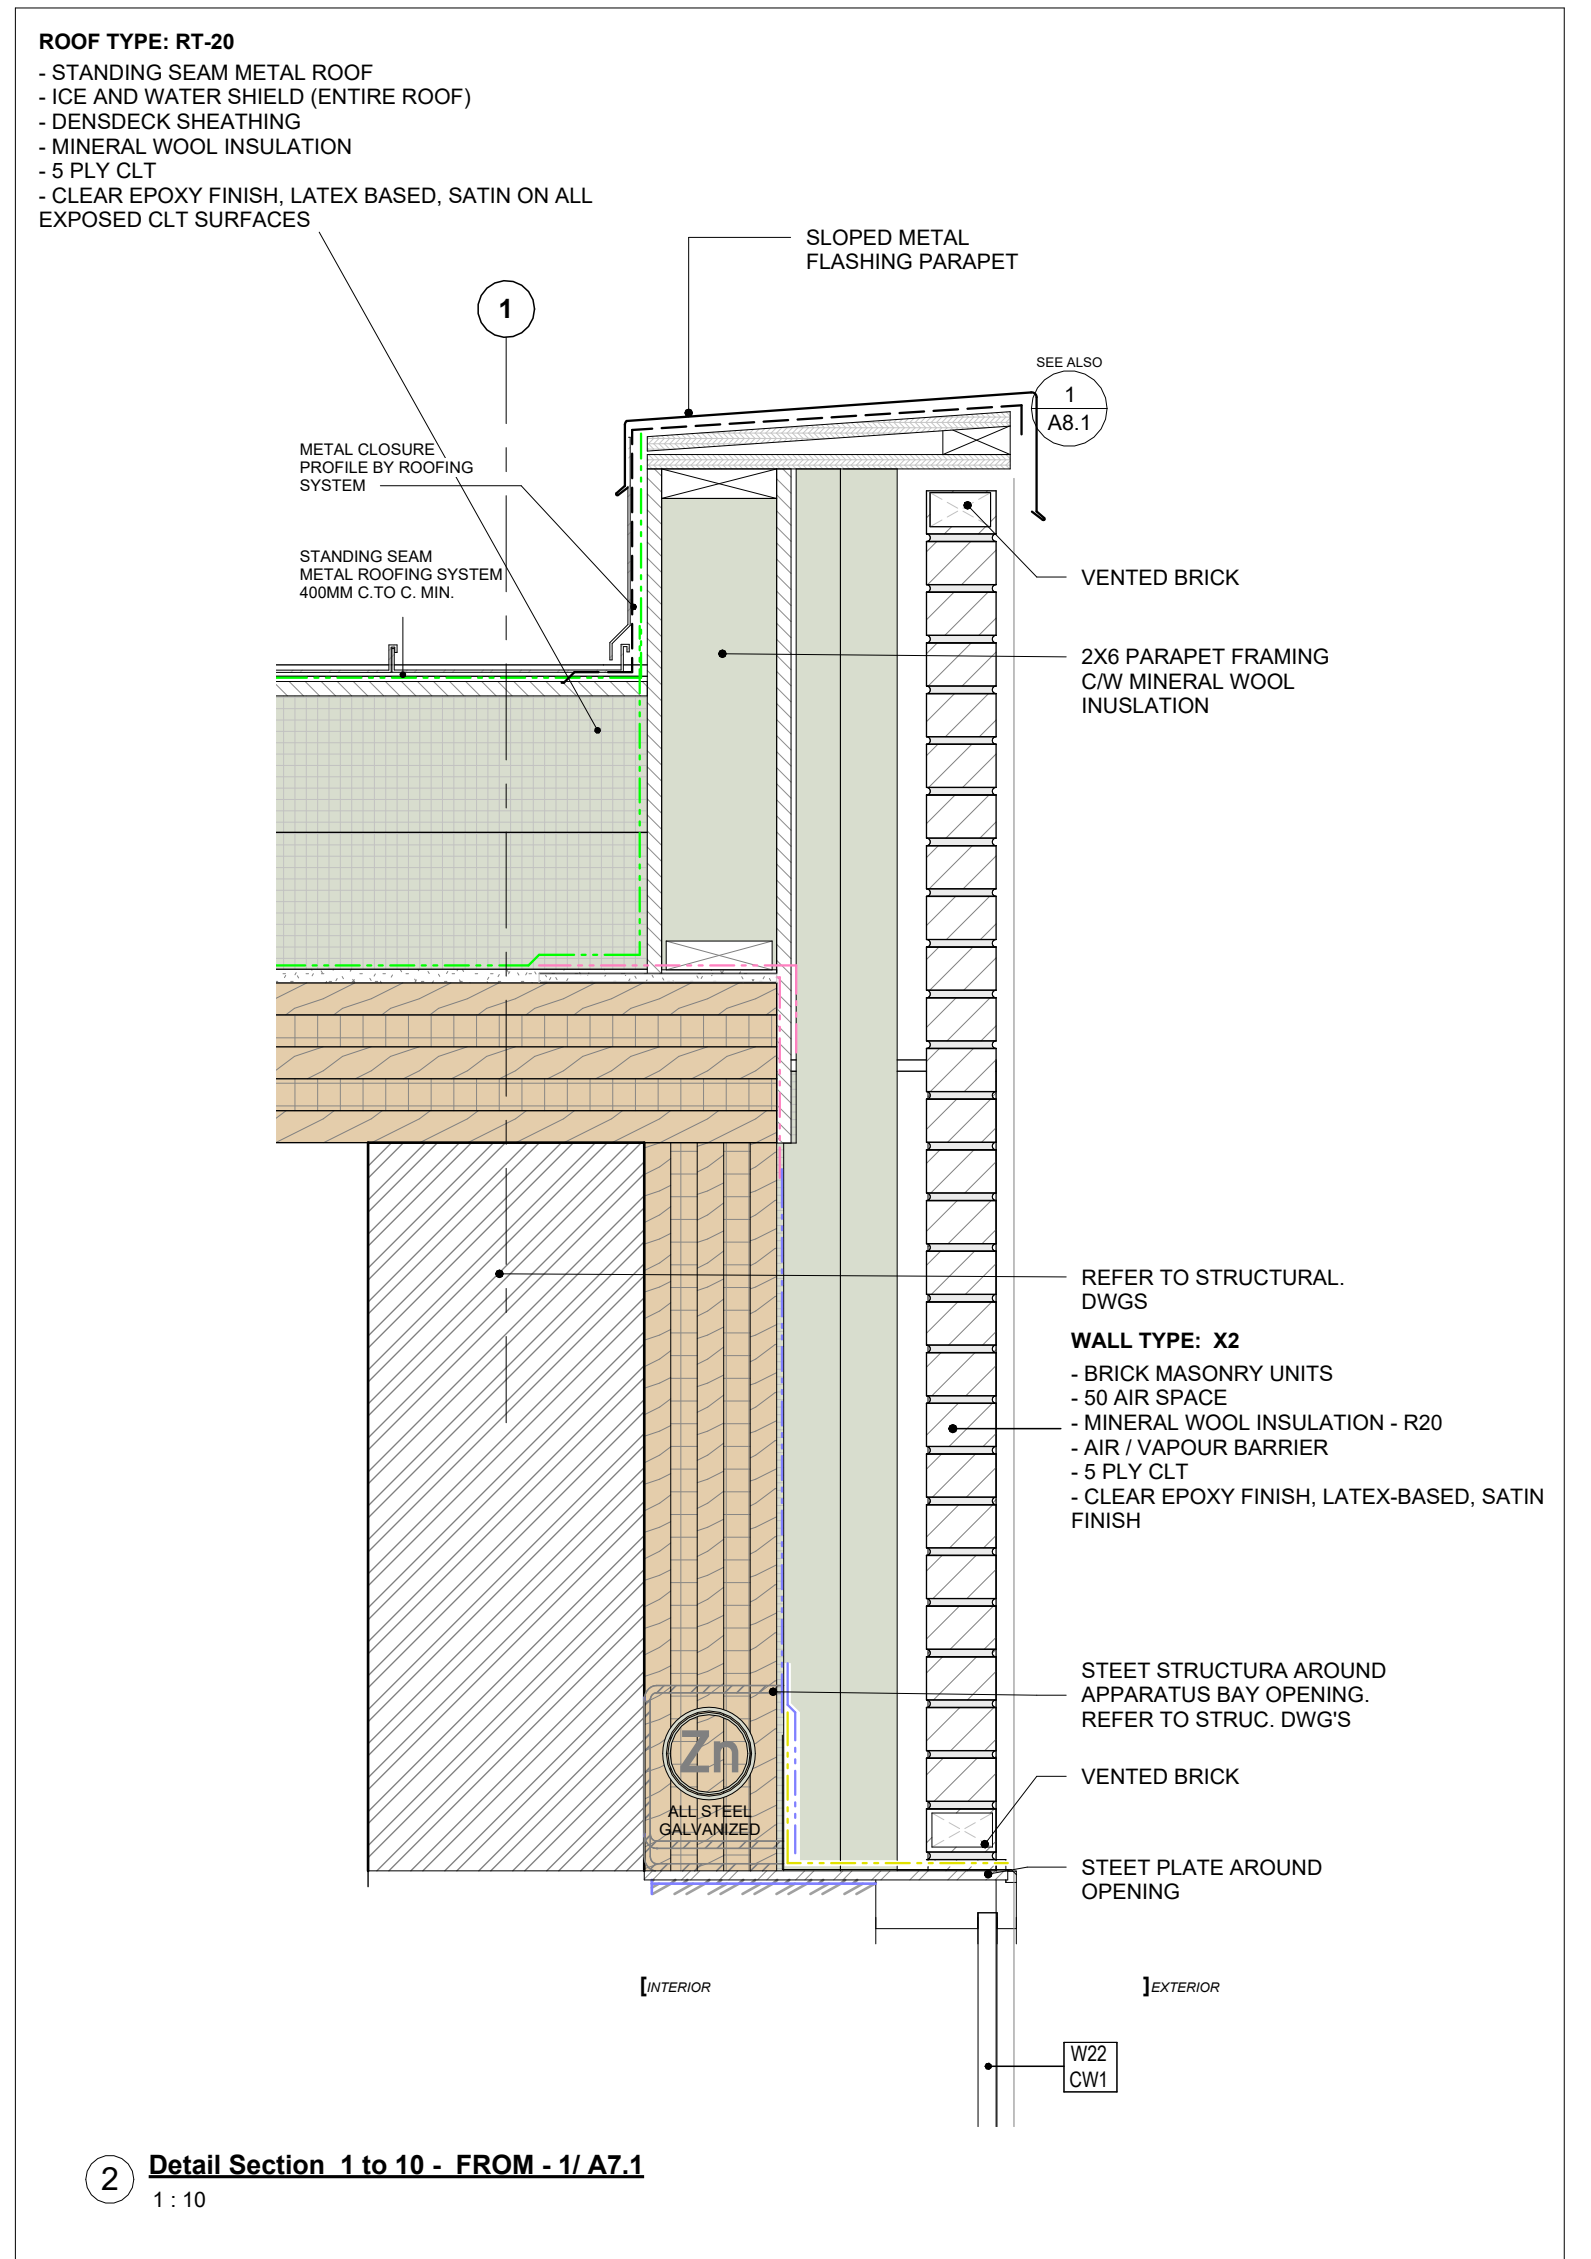 ROOF TYPE: RT-20
- STANDING SEAM METAL ROOF
- ICE AND WATER SHIELD (ENTIRE ROOF)
- DENSDECK SHEATHING
- MINERAL WOOL INSULATION
- 5 PLY CLT
- CLEAR EPOXY FINISH, LATEX BASED, SATIN ON ALL
EXPOSED CLT SURFACES
SLOPED METAL
FLASHING PARAPET
1
SEE ALSO
1
A8.1
METAL CLOSURE
PROFILE BY ROOFING
SYSTEM
STANDING SEAM
METAL ROOFING SYSTEM
400MM C.TO C. MIN.
VENTED BRICK
2X6 PARAPET FRAMING
C/W MINERAL WOOL
INUSLATION
REFER TO STRUCTURAL.
DWGS
WALL TYPE: X2
- BRICK MASONRY UNITS
- 50 AIR SPACE
- MINERAL WOOL INSULATION - R20
- AIR / VAPOUR BARRIER
- 5 PLY CLT
- CLEAR EPOXY FINISH, LATEX-BASED, SATIN
FINISH
STEET STRUCTURA AROUND
APPARATUS BAY OPENING.
REFER TO STRUC. DWG'S
Zn
ALL STEEL
GALVANIZED
VENTED BRICK
STEET PLATE AROUND
OPENING
[INTERIOR
]EXTERIOR
W22
CW1
2
Detail Section 1 to 10 - FROM - 1/ A7.1
1 : 10